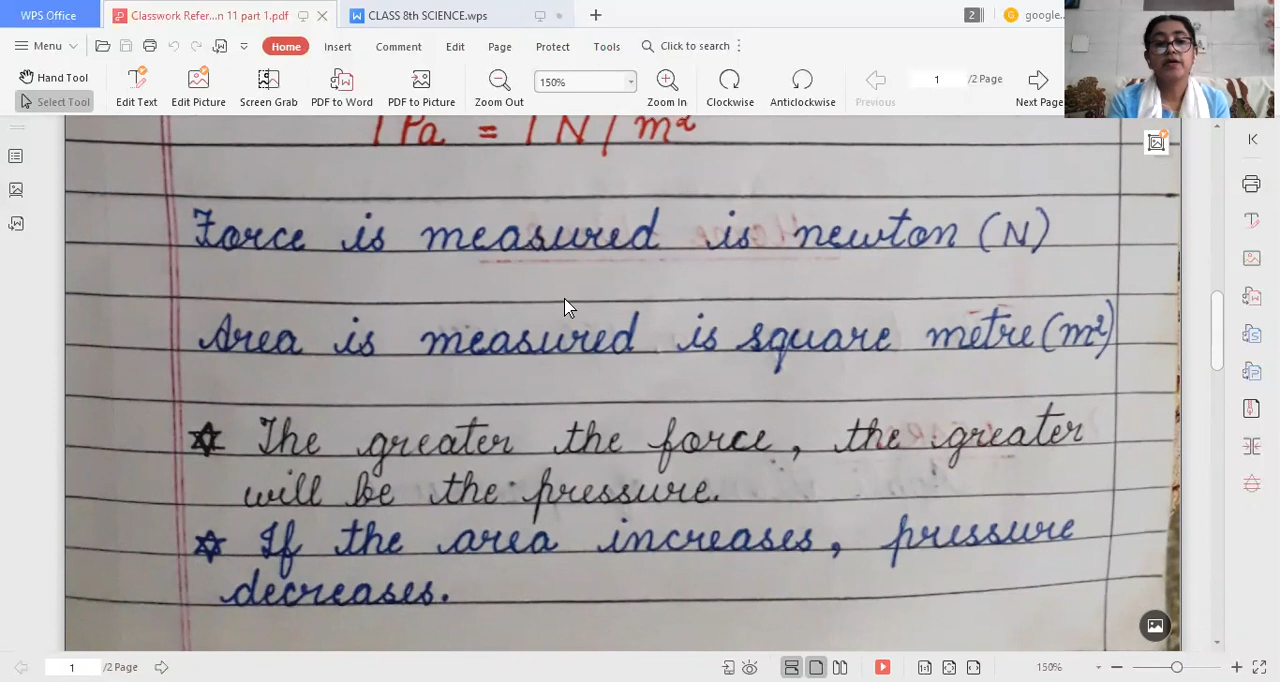 WPS Office
Classwork Refer...n 11 part 1.pdf
CLASS 8th SCIENCE.wps
2
google..
Menu
Home
Insert
Comment
Edit
Page
Protect
Tools
Click to search
Hand Tool
Select Tool
Edit Text
Edit Picture
Screen Grab
PDF to Word
PDF to Picture
Zoom Out
150%
Zoom In
Clockwise
Anticlockwise
Previous
1
/2 Page
Next Page
1 Pa = 1 N/m²
Force is measured is newton (N)
Area is measured is square metre (m²)
☆ The greater the force, the greater
will be the pressure.
☆ If the area increases, pressure
decreases.
1
/2 Page
1:1
150%